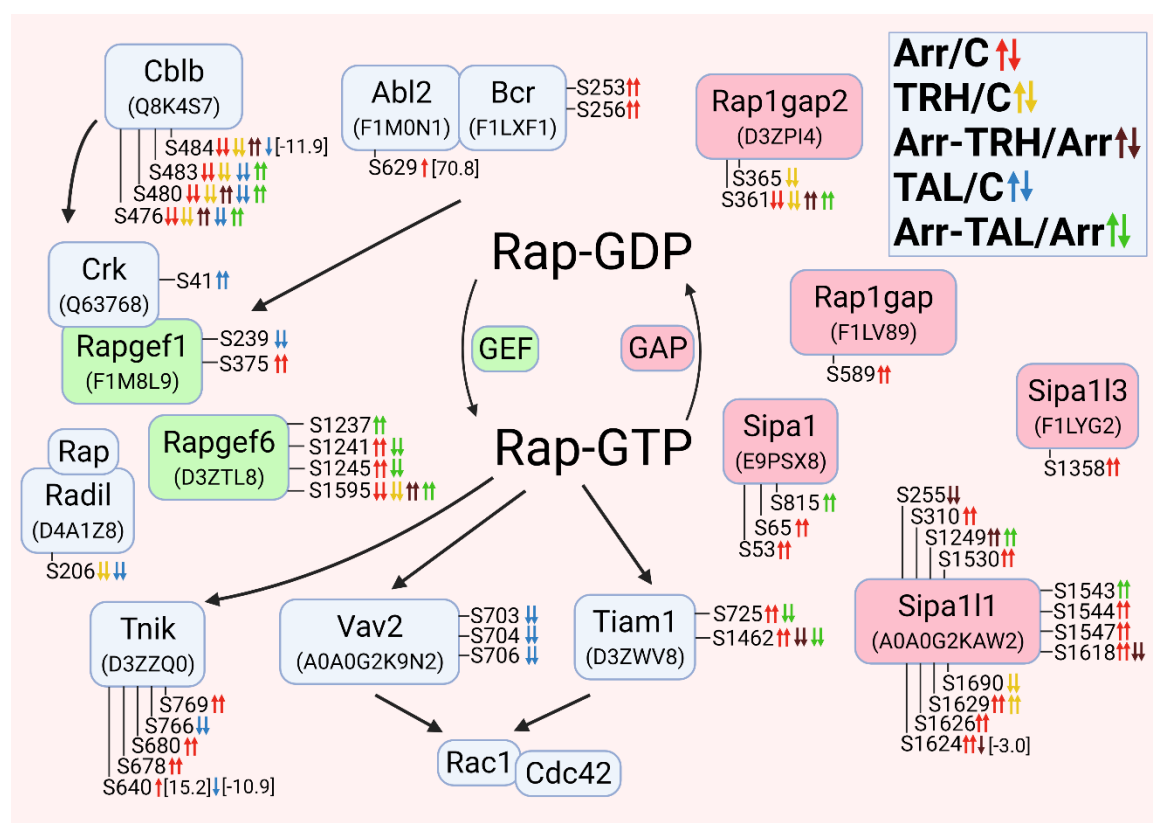 Cblb
(Q8K4S7)
S484 ↓↓ ↓↓ ↑↑ ↓ [-11.9]
S483 ↓↓ ↓↓ ↓↓ ↑↑
S480 ↓↓ ↓↓ ↑↑ ↓↓ ↑↑
S476 ↓↓ ↓↓ ↑↑ ↓↓ ↑↑
Abl2
(F1M0N1)
Bcr
(F1LXF1)
S253 ↑↑
S256 ↑↑
S629 ↑ [70.8]
Rap1gap2
(D3ZPI4)
S365 ↓↓
S361 ↓↓ ↓↓ ↑↑ ↑↑
Arr/C ↑↓
TRH/C ↑↓
Arr-TRH/Arr ↑↓
TAL/C ↑↓
Arr-TAL/Arr ↑↓
Crk
(Q63768)
S41 ↑↑
Rapgef1
(F1M8L9)
S239 ↓↓
S375 ↑↑
Rap-GDP
GEF
GAP
Rap-GTP
Rap1gap
(F1LV89)
S589 ↑↑
Sipa1l3
(F1LYG2)
S1358 ↑↑
Rapgef6
(D3ZTL8)
S1237 ↑↑
S1241 ↑↑ ↓↓
S1245 ↑↑ ↓↓
S1595 ↓↓ ↓↓ ↑↑ ↑↑
Sipa1
(E9PSX8)
S815 ↑↑
S65 ↑↑
S53 ↑↑
Rap
Radil
(D4A1Z8)
S206 ↓↓ ↓↓
S255 ↓↓
S310 ↑↑
S1249 ↑↑ ↑↑
S1530 ↑↑
Sipa1l1
(A0A0G2KAW2)
S1543 ↑↑
S1544 ↑↑
S1547 ↑↑
S1618 ↑↑ ↓↓
S1690 ↓↓
S1629 ↑↑ ↑↑
S1626 ↑↑
S1624 ↑↑ ↓ [-3.0]
Tnik
(D3ZZQ0)
S769 ↑↑
S766 ↓↓
S680 ↑↑
S678 ↑↑
S640 ↑ [15.2] ↓ [-10.9]
Vav2
(A0A0G2K9N2)
S703 ↓↓
S704 ↓↓
S706 ↓↓
Tiam1
(D3ZWV8)
S725 ↑↑ ↓↓
S1462 ↑↑ ↓↓ ↓↓
Rac1
Cdc42